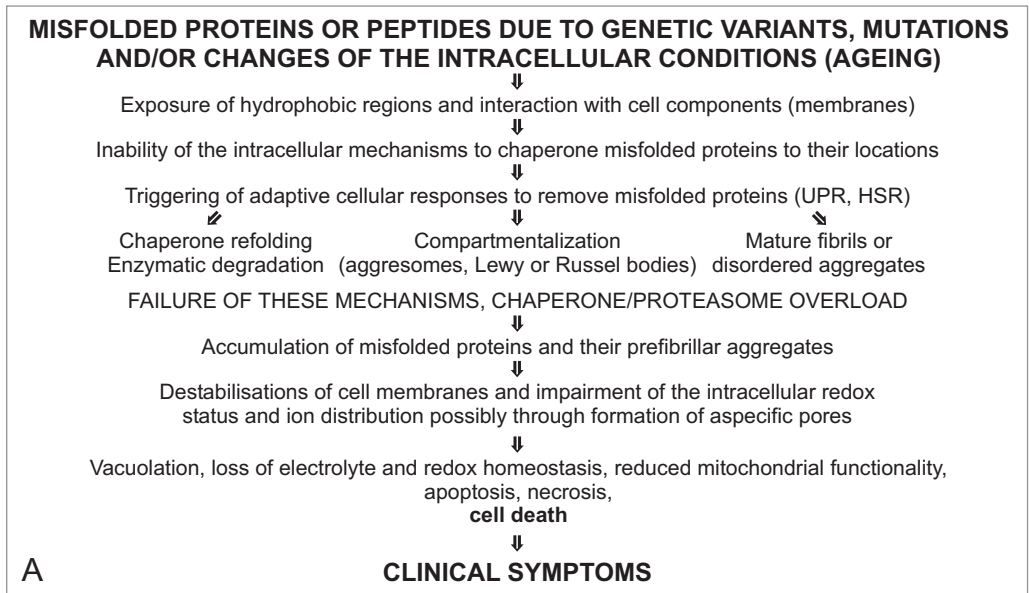 MISFOLDED PROTEINS OR PEPTIDES DUE TO GENETIC VARIANTS, MUTATIONS
AND/OR CHANGES OF THE INTRACELLULAR CONDITIONS (AGEING)
⇓
Exposure of hydrophobic regions and interaction with cell components (membranes)
⇓
Inability of the intracellular mechanisms to chaperone misfolded proteins to their locations
⇓
Triggering of adaptive cellular responses to remove misfolded proteins (UPR, HSR)
⇙ ⇓ ⇘
Chaperone refolding Compartmentalization Mature fibrils or
Enzymatic degradation (aggresomes, Lewy or Russel bodies) disordered aggregates
FAILURE OF THESE MECHANISMS, CHAPERONE/PROTEASOME OVERLOAD
⇓
Accumulation of misfolded proteins and their prefibrillar aggregates
⇓
Destabilisations of cell membranes and impairment of the intracellular redox
status and ion distribution possibly through formation of aspecific pores
⇓
Vacuolation, loss of electrolyte and redox homeostasis, reduced mitochondrial functionality,
apoptosis, necrosis,
cell death
⇓
A CLINICAL SYMPTOMS